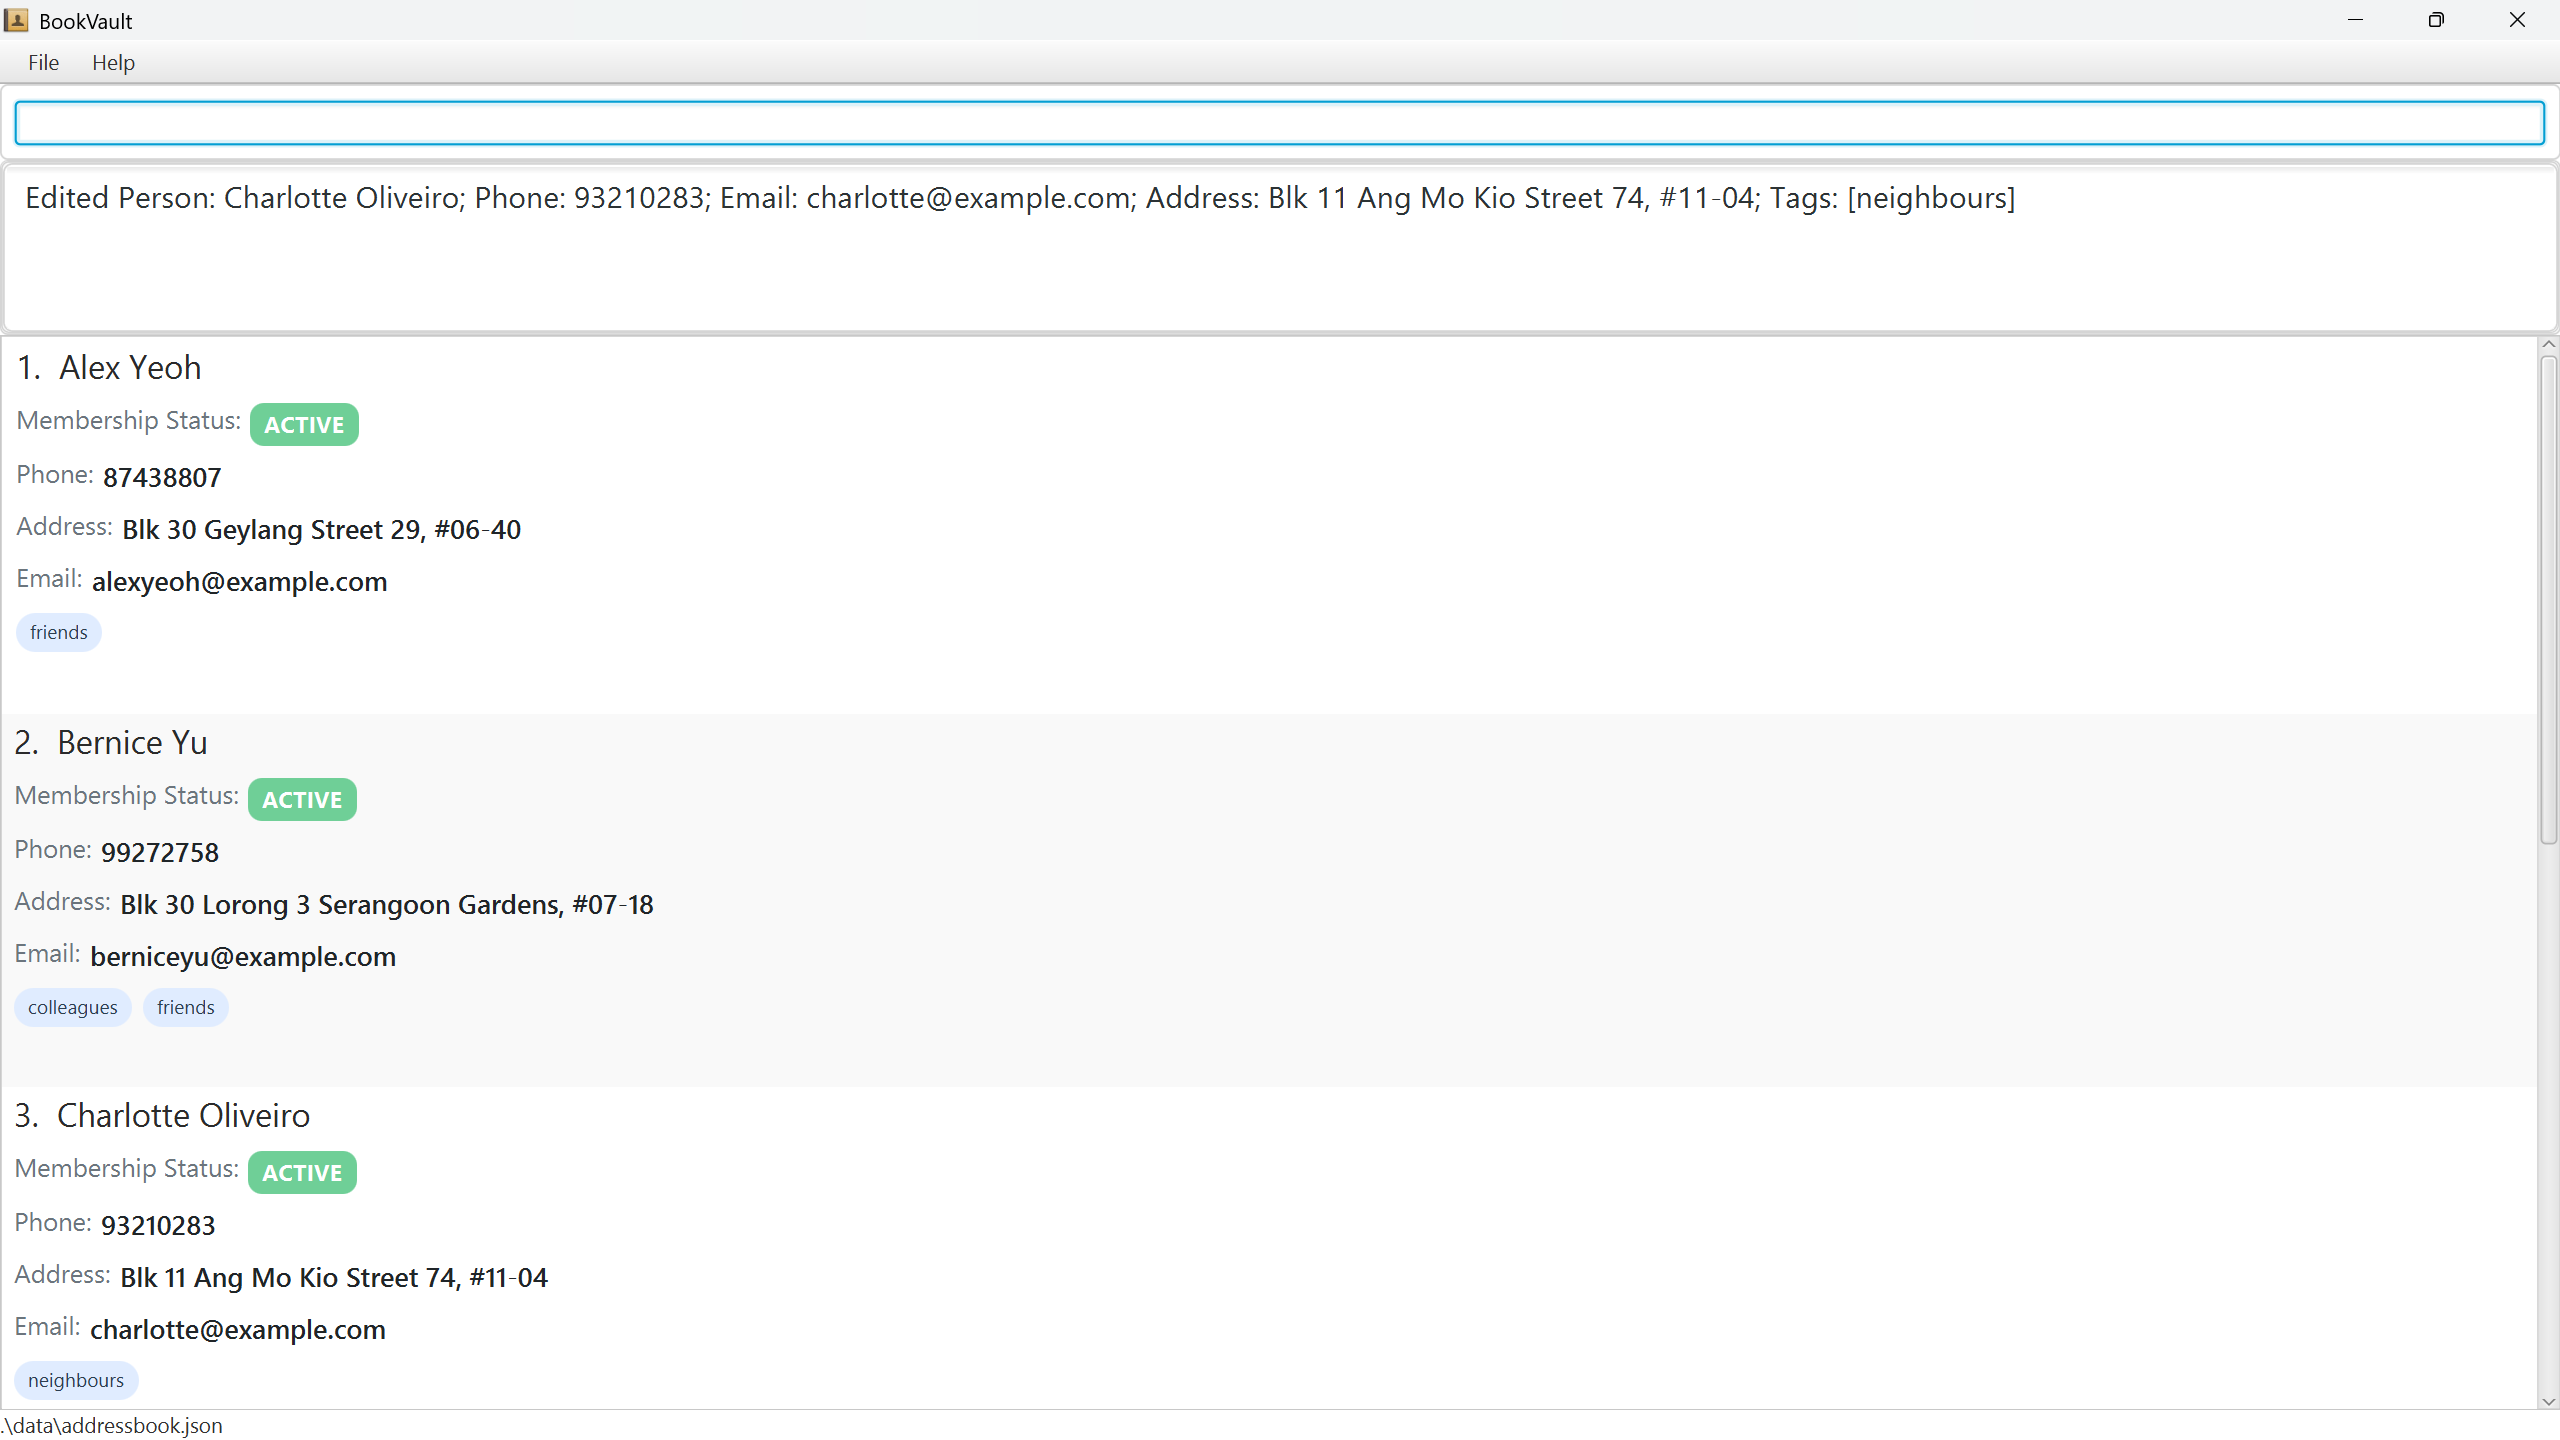 BookVault
File Help
Edited Person: Charlotte Oliveiro; Phone: 93210283; Email: charlotte@example.com; Address: Blk 11 Ang Mo Kio Street 74, #11-04; Tags: [neighbours]
1. Alex Yeoh
Membership Status: ACTIVE
Phone: 87438807
Address: Blk 30 Geylang Street 29, #06-40
Email: alexyeoh@example.com
friends
2. Bernice Yu
Membership Status: ACTIVE
Phone: 99272758
Address: Blk 30 Lorong 3 Serangoon Gardens, #07-18
Email: berniceyu@example.com
colleagues friends
3. Charlotte Oliveiro
Membership Status: ACTIVE
Phone: 93210283
Address: Blk 11 Ang Mo Kio Street 74, #11-04
Email: charlotte@example.com
neighbours
.\data\addressbook.json